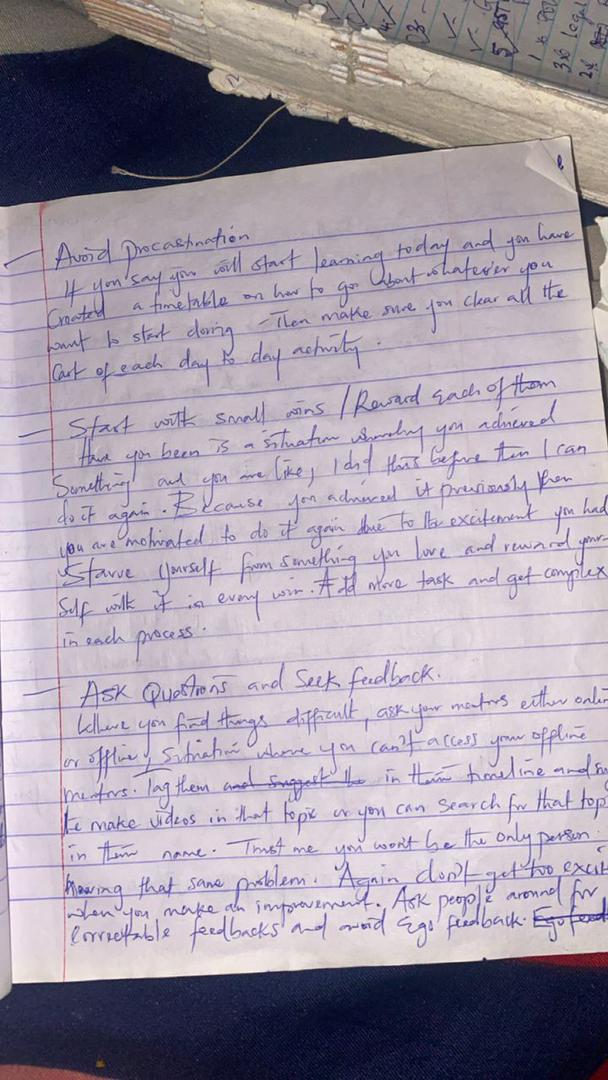 5
1 x
3x legal
2x
Avoid Procastination
If you say you will start learning today and you have
Created a timetable on how to go about whatever you
want to start doing Then make sure you clear all the
Cart of each day to day activity.
Start with small wins / Reward each of them
Have you been is a situation whereby you achieved
Something and you are like, I did this before then I can
do it again. Because you achieved it previously then
you are motivated to do it again due to the excitement you had
Starve yourself from something you love and reward your-
Self with it in every win. Add more task and get complex
in each process.
Ask Questions and Seek feedback.
Where you find things difficult, ask your mentors either onlin
or offline, Situation where you can't access your offline
mentors. Tag them and suggest the in their timeline and su
to make videos in that topic or you can search for that top
in their name. Trust me you won't be the only person
having that same problem. Again don't get too excit
when you make an improvement. Ask people around for
Correctable feedbacks and avoid Ego feedback. Ego feed